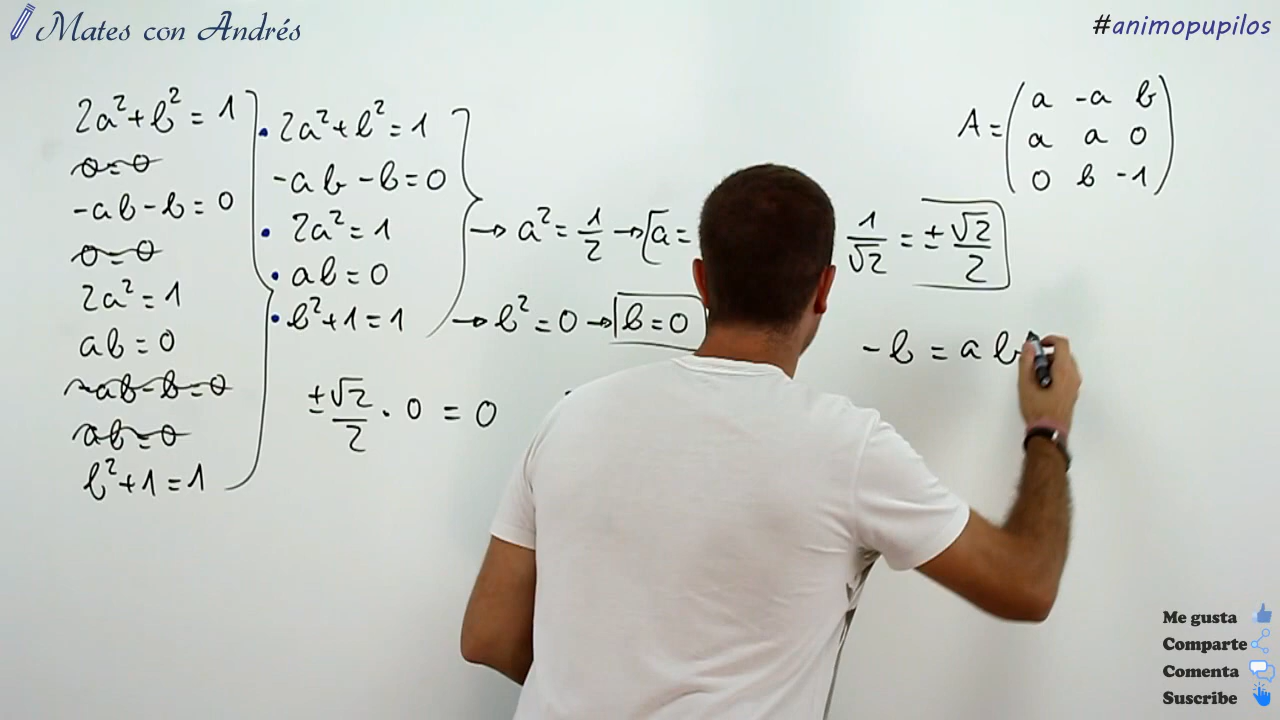 Mates con Andrés
#animopupilos
2a²+b²=1
0=0
-ab-b=0
0=0
2a²=1
ab=0
-ab-b=0
ab=0
b²+1=1
• 2a²+b²=1
-ab-b=0
• 2a²=1
• ab=0
• b²+1=1
→ a²=1/2 → a=
1/√2 = ±√2/2
→ b²=0 → b=0
±√2/2 · 0 = 0
A = ( a -a b
a a 0
0 b -1 )
-b = ab
Me gusta
Comparte
Comenta
Suscribe